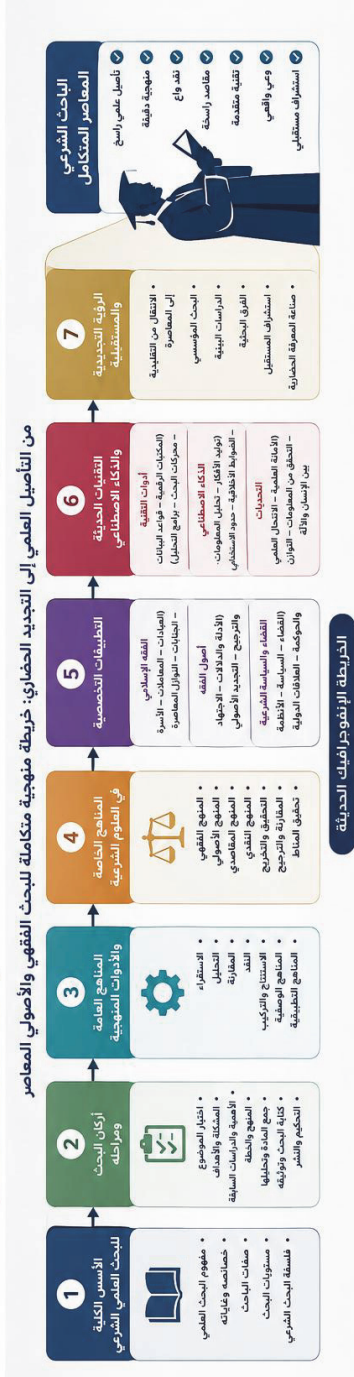 من التأصيل العلمي إلى التجديد الحضاري: خريطة منهجية متكاملة للبحث الفقهي والأصولي المعاصر
1
الأسس الكلية
للبحث العلمي الشرعي
• مفهوم البحث العلمي
• خصائصه وغاياته
• صفات الباحث
• مستويات البحث
• فلسفة البحث الشرعي
2
أركان البحث
ومراحله
• اختيار الموضوع
• المشكلة والأهداف
• الأهمية والدراسات السابقة
• المنهج والخطة
• جمع المادة وتحليلها
• كتابة البحث وتوثيقه
• التحكيم والنشر
3
المناهج العامة
والأدوات المنهجية
• الاستقراء
• التحليل
• المقارنة
• النقد
• الاستنتاج والتركيب
• المناهج الوصفية
• المناهج التطبيقية
4
المناهج الخاصة
في العلوم الشرعية
• المنهج الفقهي
• المنهج الأصولي
• المنهج المقاصدي
• المنهج النقدي
• التحقيق والتخريج
• المقارنة والترجيح
• تحقيق المناط
5
التطبيقات التخصصية
الفقه الإسلامي
(العبادات – المعاملات – الأسرة
– الجنايات – النوازل المعاصرة)
أصول الفقه
(الأدلة والدلالات – الاجتهاد
والترجيح – التجديد الأصولي)
القضاء والسياسة الشرعية
(القضاء – السياسة – الأنظمة
والحوكمة – العلاقات الدولية)
6
التقنيات الحديثة
والذكاء الاصطناعي
أدوات التقنية
(المكتبات الرقمية – قواعد البيانات
– محركات البحث – برامج التحليل)
الذكاء الاصطناعي
(توليد الأفكار – تحليل المعلومات
– الضوابط الأخلاقية – حدود الاستخدام)
التحديات
(الأمانة العلمية – الانتحال العلمي
– التحقق من المعلومات – التوازن
بين الإنسان والآلة)
7
الرؤية التجديدية
والمستقبلية
• الانتقال من التقليدية
إلى المعاصرة
• البحث المؤسسي
• الدراسات البينية
• الفرق البحثية
• استشراف المستقبل
• صناعة المعرفة الحضارية
الباحث الشرعي
المعاصر المتكامل
تأصيل علمي راسخ
منهجية دقيقة
نقد واع
مقاصد راسخة
تقنية متقدمة
وعي واقعي
استشراف مستقبلي
الخريطة الإنفوجرافيك الحديثة